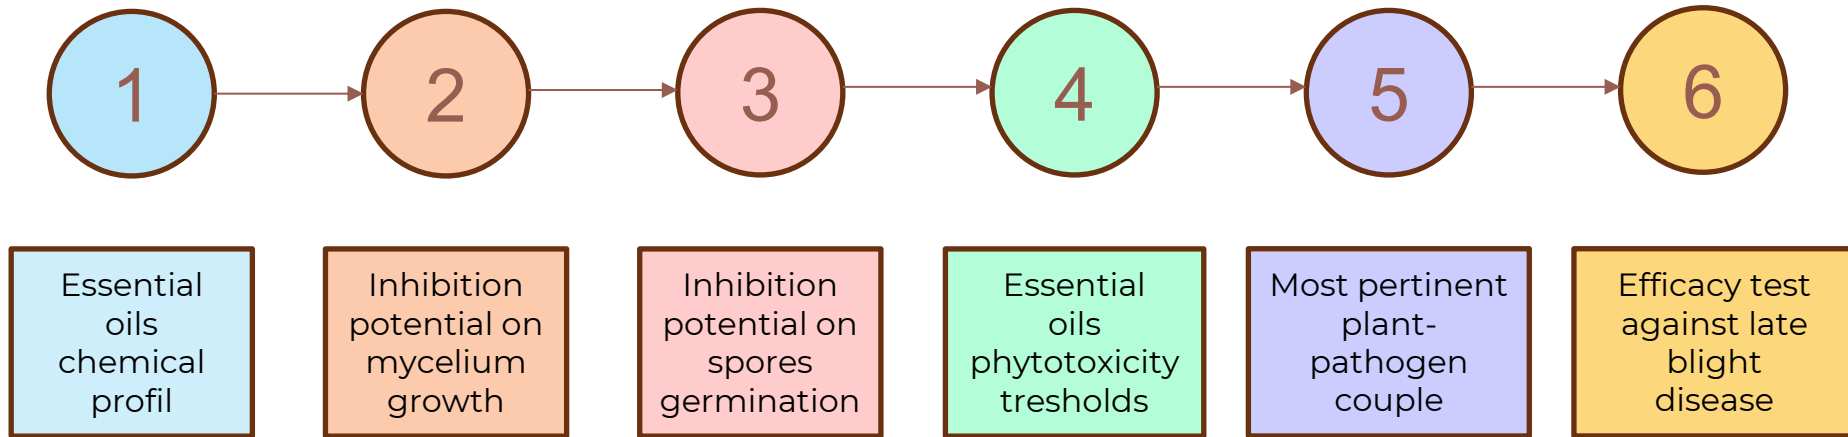 1
2
3
4
5
6
Essential
oils
chemical
profil
Inhibition
potential on
mycelium
growth
Inhibition
potential on
spores
germination
Essential
oils
phytotoxicity
tresholds
Most pertinent
plant-
pathogen
couple
Efficacy test
against late
blight
disease